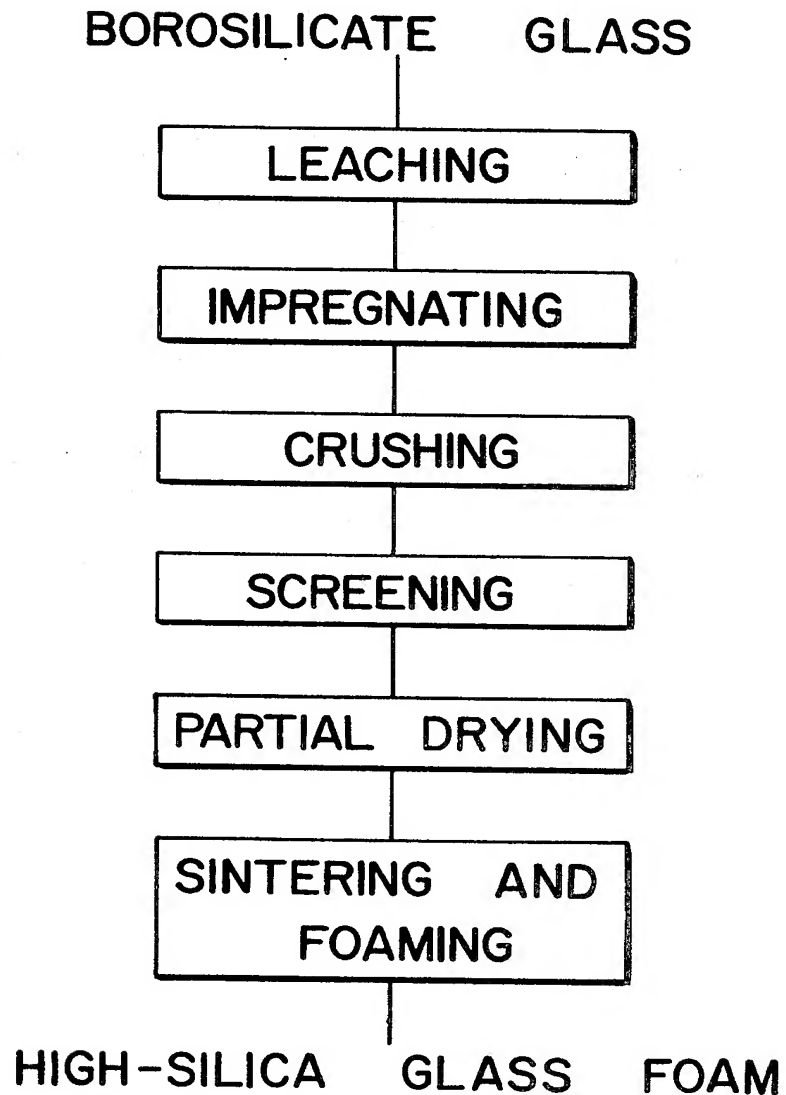 BOROSILICATE GLASS
LEACHING
IMPREGNATING
CRUSHING
SCREENING
PARTIAL DRYING
SINTERING AND
FOAMING
HIGH-SILICA GLASS FOAM